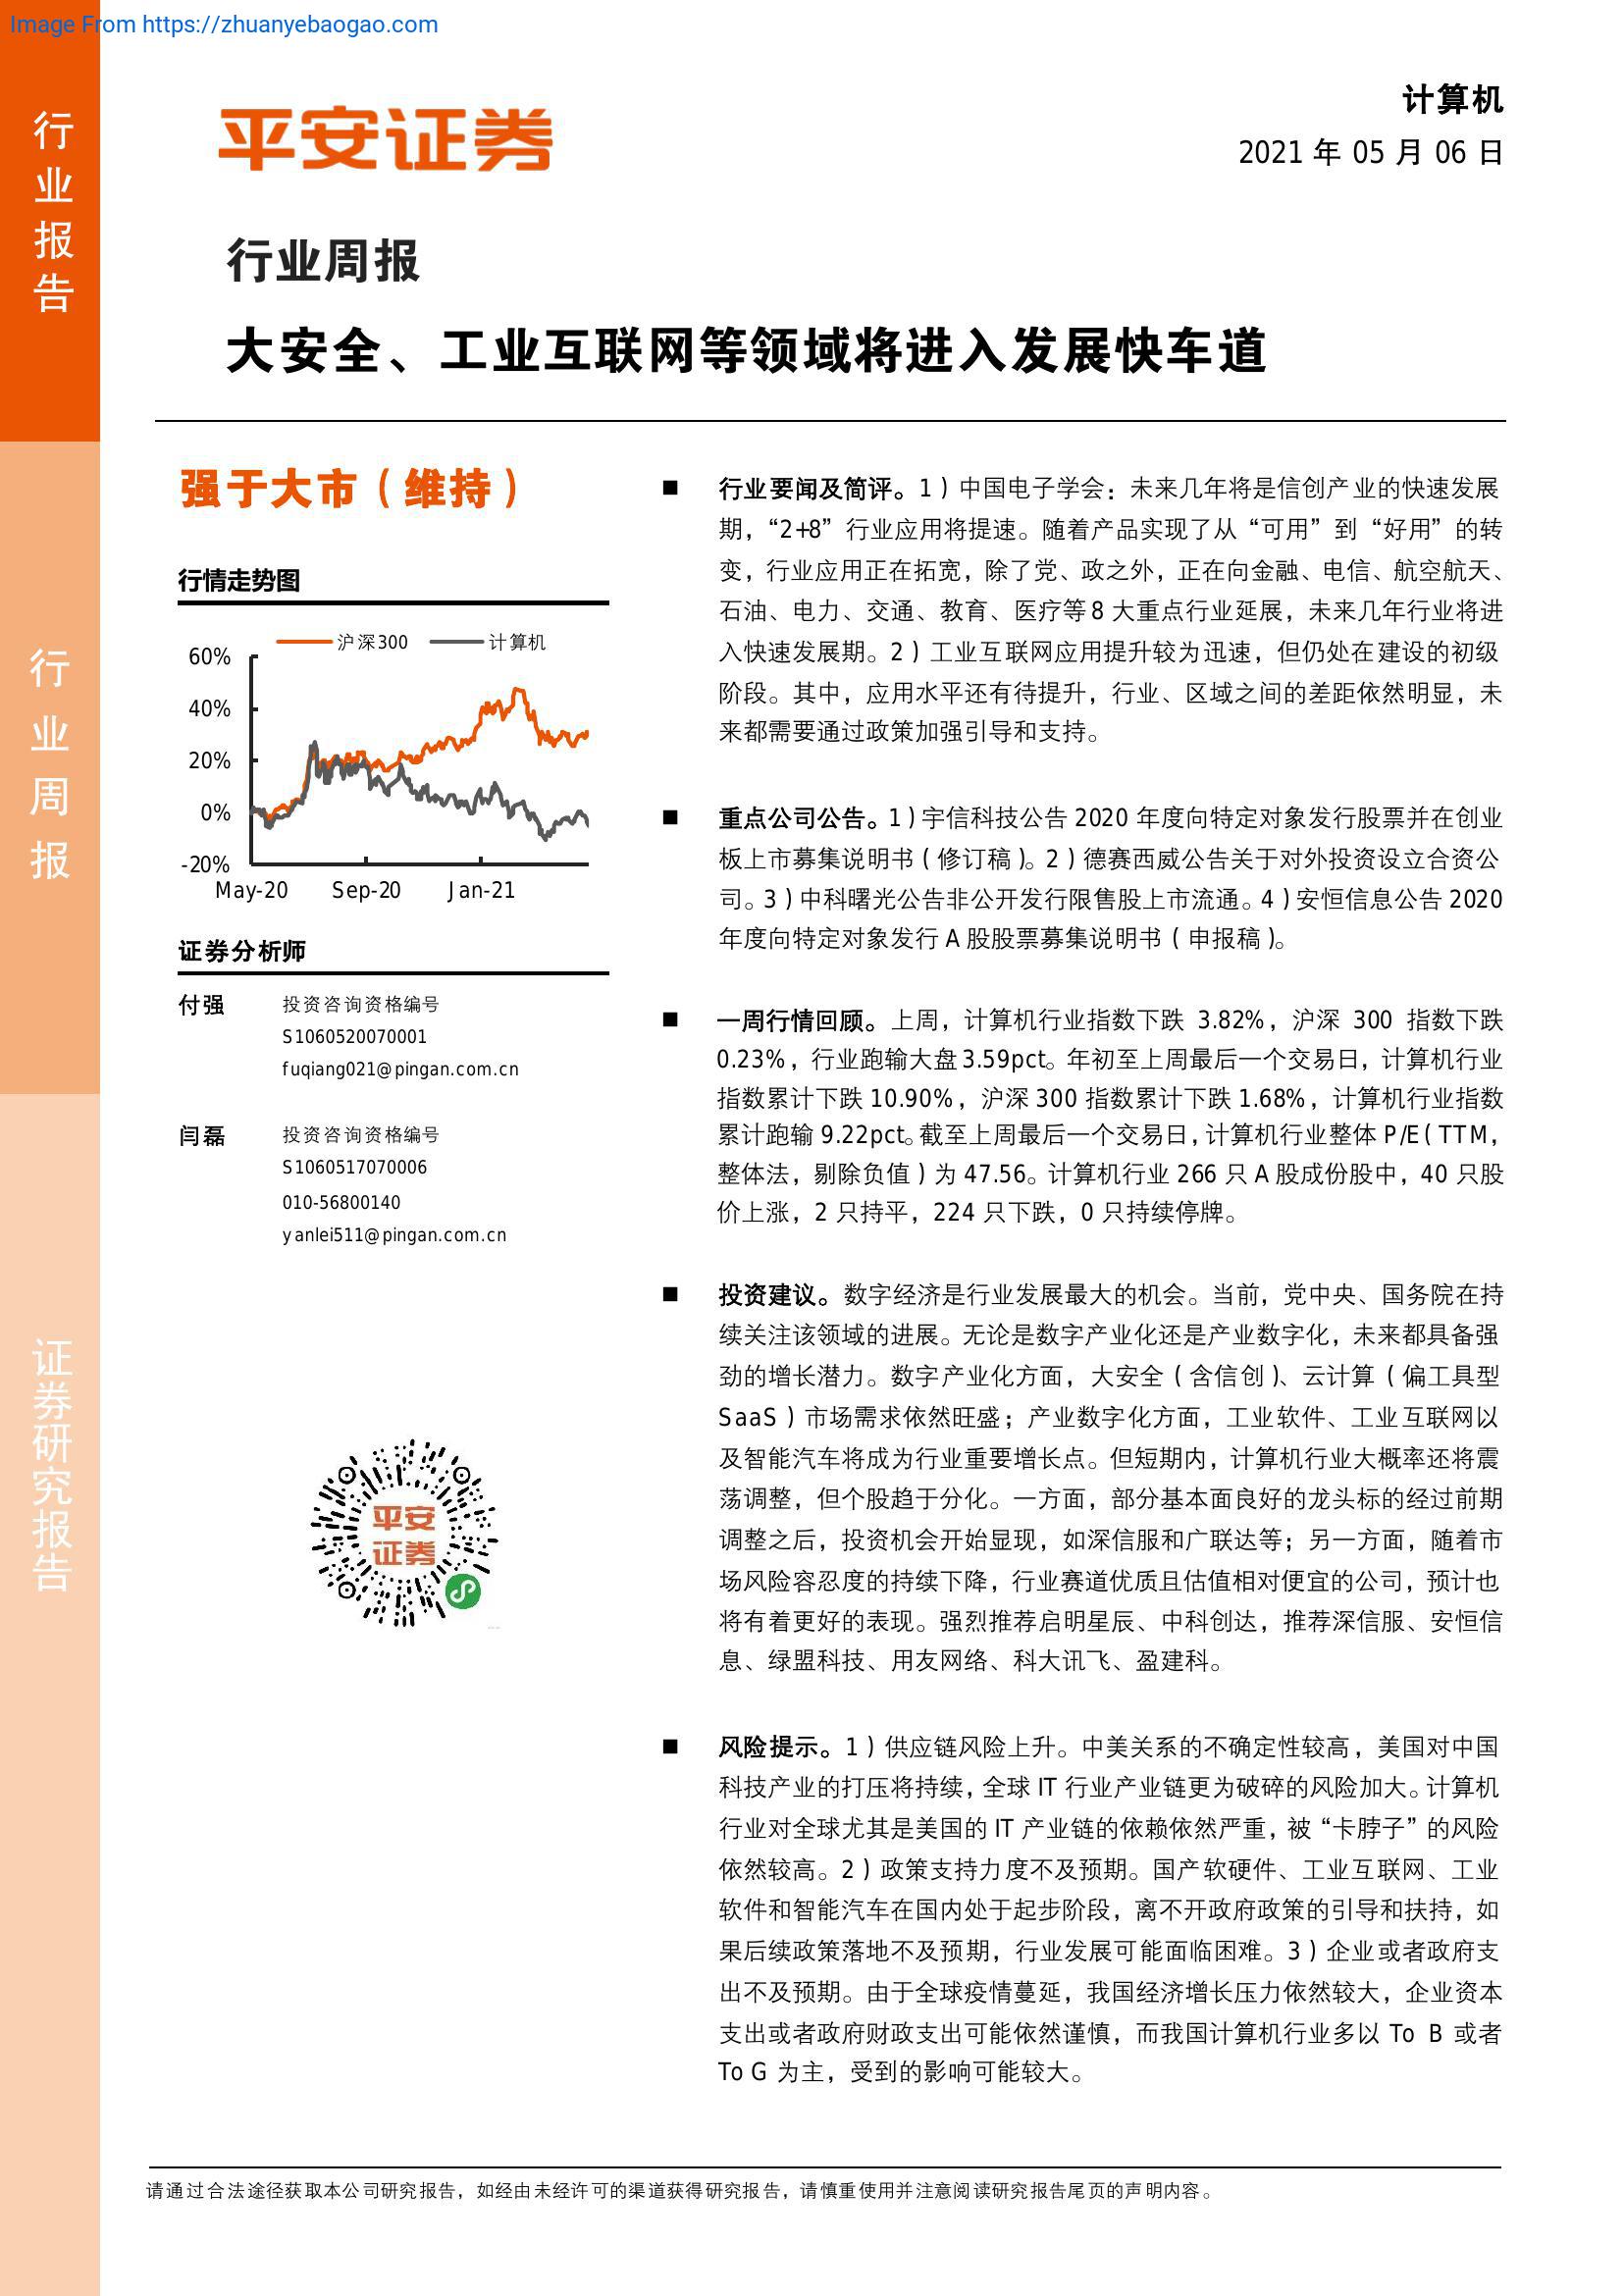 Image From https://zhuanyebaogao.com
行业报告
行业周报
证券研究报告
平安证券
计算机
2021 年 05 月 06 日
行业周报
大安全、工业互联网等领域将进入发展快车道
强于大市(维持)
行情走势图
沪深300 计算机
60%
40%
20%
0%
-20%
May-20 Sep-20 Jan-21
证券分析师
付强 投资咨询资格编号
S1060520070001
fuqiang021@pingan.com.cn
闫磊 投资咨询资格编号
S1060517070006
010-56800140
yanlei511@pingan.com.cn
平安
证券
■ 行业要闻及简评。1)中国电子学会:未来几年将是信创产业的快速发展
期,“2+8”行业应用将提速。随着产品实现了从“可用”到“好用”的转
变,行业应用正在拓宽,除了党、政之外,正在向金融、电信、航空航天、
石油、电力、交通、教育、医疗等 8 大重点行业延展,未来几年行业将进
入快速发展期。2)工业互联网应用提升较为迅速,但仍处在建设的初级
阶段。其中,应用水平还有待提升,行业、区域之间的差距依然明显,未
来都需要通过政策加强引导和支持。
■ 重点公司公告。1)宇信科技公告 2020 年度向特定对象发行股票并在创业
板上市募集说明书(修订稿)。2)德赛西威公告关于对外投资设立合资公
司。3)中科曙光公告非公开发行限售股上市流通。4)安恒信息公告 2020
年度向特定对象发行 A 股股票募集说明书(申报稿)。
■ 一周行情回顾。上周,计算机行业指数下跌 3.82%,沪深 300 指数下跌
0.23%,行业跑输大盘 3.59pct。年初至上周最后一个交易日,计算机行业
指数累计下跌 10.90%,沪深 300 指数累计下跌 1.68%,计算机行业指数
累计跑输 9.22pct。截至上周最后一个交易日,计算机行业整体 P/E(TTM,
整体法,剔除负值)为 47.56。计算机行业 266 只 A 股成份股中,40 只股
价上涨,2 只持平,224 只下跌,0 只持续停牌。
■ 投资建议。数字经济是行业发展最大的机会。当前,党中央、国务院在持
续关注该领域的进展。无论是数字产业化还是产业数字化,未来都具备强
劲的增长潜力。数字产业化方面,大安全(含信创)、云计算(偏工具型
SaaS)市场需求依然旺盛;产业数字化方面,工业软件、工业互联网以
及智能汽车将成为行业重要增长点。但短期内,计算机行业大概率还将震
荡调整,但个股趋于分化。一方面,部分基本面良好的龙头标的经过前期
调整之后,投资机会开始显现,如深信服和广联达等;另一方面,随着市
场风险容忍度的持续下降,行业赛道优质且估值相对便宜的公司,预计也
将有着更好的表现。强烈推荐启明星辰、中科创达,推荐深信服、安恒信
息、绿盟科技、用友网络、科大讯飞、盈建科。
■ 风险提示。1)供应链风险上升。中美关系的不确定性较高,美国对中国
科技产业的打压将持续,全球 IT 行业产业链更为破碎的风险加大。计算机
行业对全球尤其是美国的 IT 产业链的依赖依然严重,被“卡脖子”的风险
依然较高。2)政策支持力度不及预期。国产软硬件、工业互联网、工业
软件和智能汽车在国内处于起步阶段,离不开政府政策的引导和扶持,如
果后续政策落地不及预期,行业发展可能面临困难。3)企业或者政府支
出不及预期。由于全球疫情蔓延,我国经济增长压力依然较大,企业资本
支出或者政府财政支出可能依然谨慎,而我国计算机行业多以 To B 或者
To G 为主,受到的影响可能较大。
请通过合法途径获取本公司研究报告,如经由未经许可的渠道获得研究报告,请慎重使用并注意阅读研究报告尾页的声明内容。